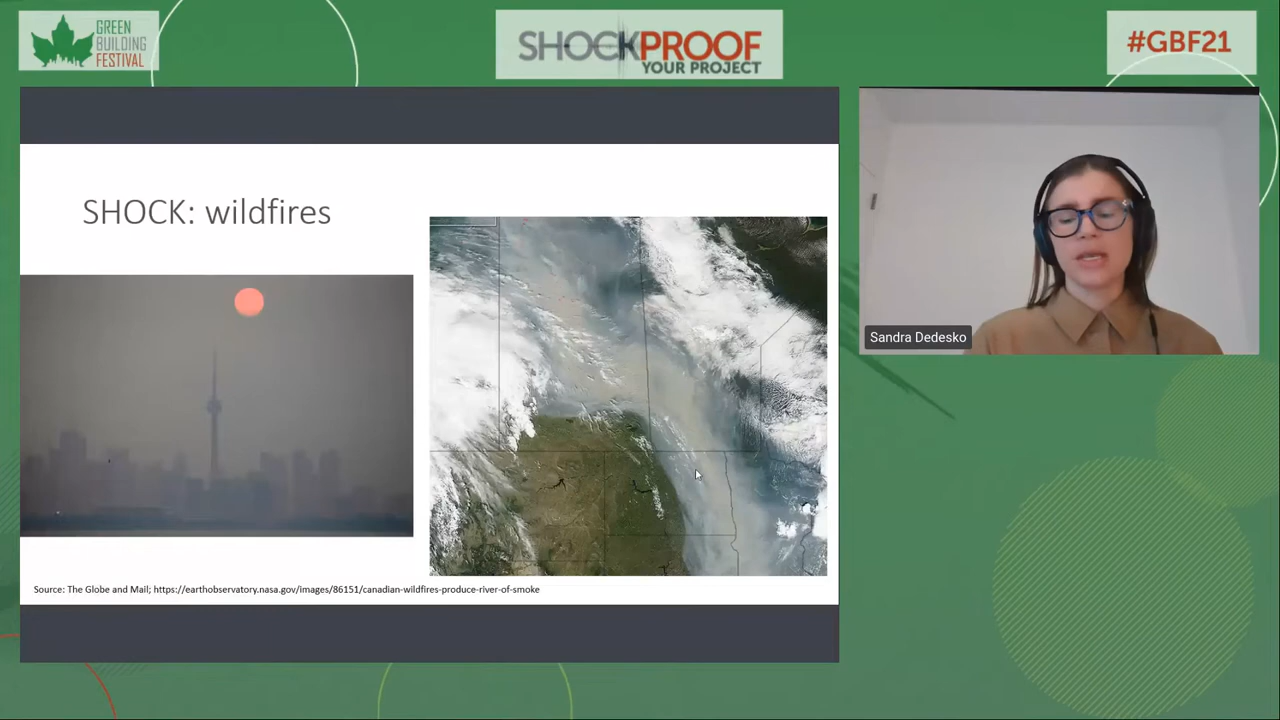 GREEN
BUILDING
FESTIVAL
SHOCKPROOF
YOUR PROJECT
#GBF21
SHOCK: wildfires
Sandra Dedesko
Source: The Globe and Mail; https://earthobservatory.nasa.gov/images/86151/canadian-wildfires-produce-river-of-smoke